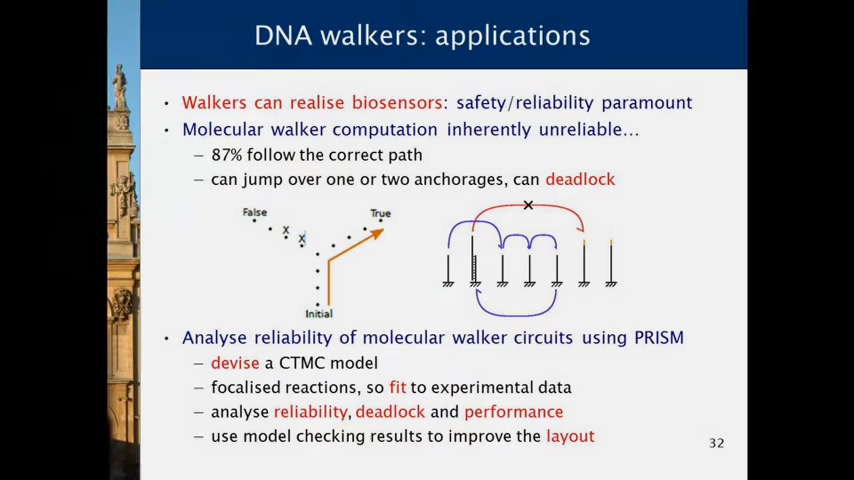 DNA walkers: applications
• Walkers can realise biosensors: safety/reliability paramount
• Molecular walker computation inherently unreliable…
– 87% follow the correct path
– can jump over one or two anchorages, can deadlock
False
True
X
X
Initial
×
• Analyse reliability of molecular walker circuits using PRISM
– devise a CTMC model
– focalised reactions, so fit to experimental data
– analyse reliability, deadlock and performance
– use model checking results to improve the layout
32